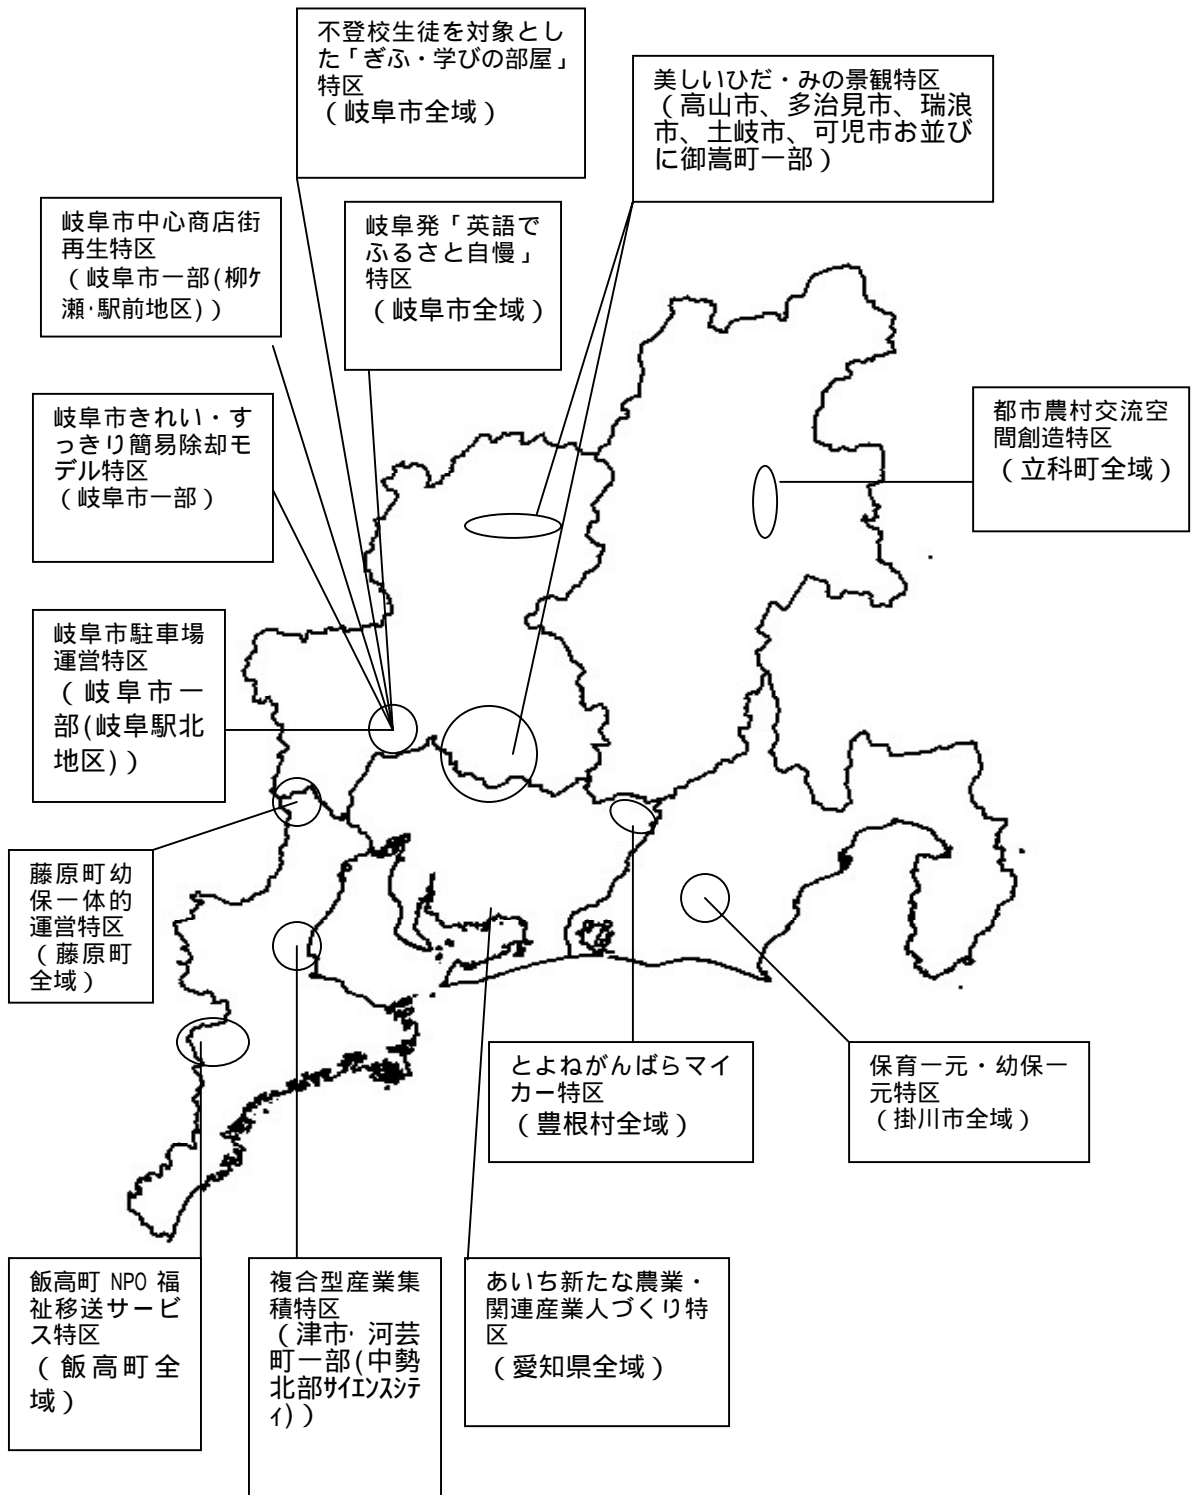 不登校生徒を対象とし
た「ぎふ・学びの部屋」
特区
（岐阜市全域）
美しいひだ・みの景観特区
（高山市、多治見市、瑞浪
市、土岐市、可児市お並び
に御嵩町一部）
岐阜市中心商店街
再生特区
（岐阜市一部(柳ケ
瀬・駅前地区)）
岐阜発「英語で
ふるさと自慢」
特区
（岐阜市全域）
岐阜市きれい・す
っきり簡易除却モ
デル特区
（岐阜市一部）
都市農村交流空
間創造特区
（立科町全域）
岐阜市駐車場
運営特区
（岐阜市一
部(岐阜駅北
地区)）
藤原町幼
保一体的
運営特区
（藤原町
全域）
とよねがんばらマイ
カー特区
（豊根村全域）
保育一元・幼保一
元特区
（掛川市全域）
飯高町 NPO 福
祉移送サービ
ス特区
（飯高町全
域）
複合型産業集
積特区
（津市・河芸
町一部(中勢
北部ｻｲｴﾝｽｼﾃ
ｨ)）
あいち新たな農業・
関連産業人づくり特
区
（愛知県全域）